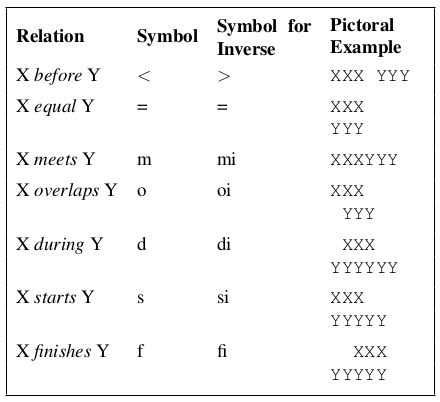 Relation Symbol Symbol for Inverse Pictoral Example
X before Y < > XXX YYY
X equal Y = = XXX
YYY
X meets Y m mi XXXYYY
X overlaps Y o oi XXX
YYY
X during Y d di XXX
YYYYYY
X starts Y s si XXX
YYYYY
X finishes Y f fi XXX
YYYYY